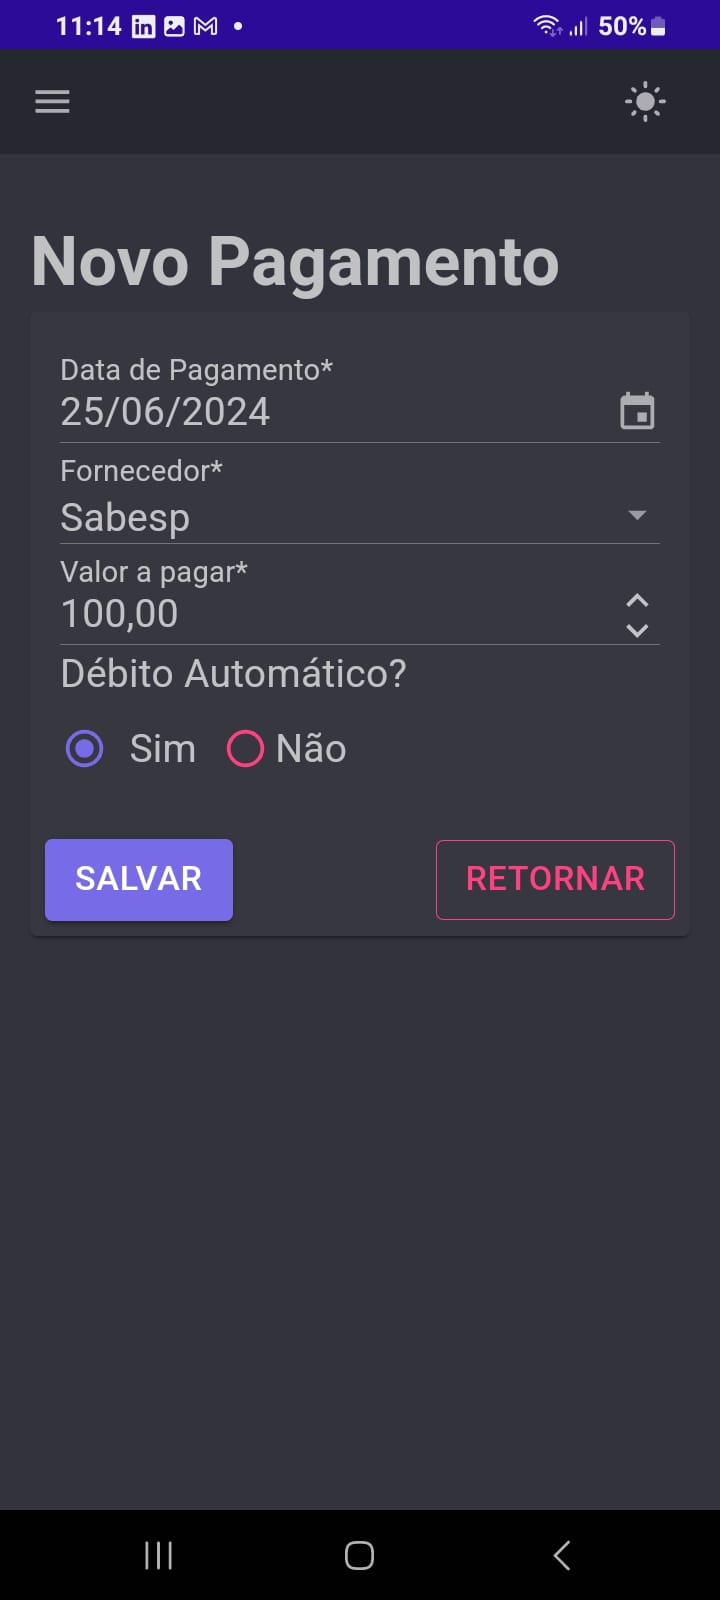 11:14 50%
Novo Pagamento
Data de Pagamento*
25/06/2024
Fornecedor*
Sabesp
Valor a pagar*
100,00
Débito Automático?
Sim Não
SALVAR RETORNAR